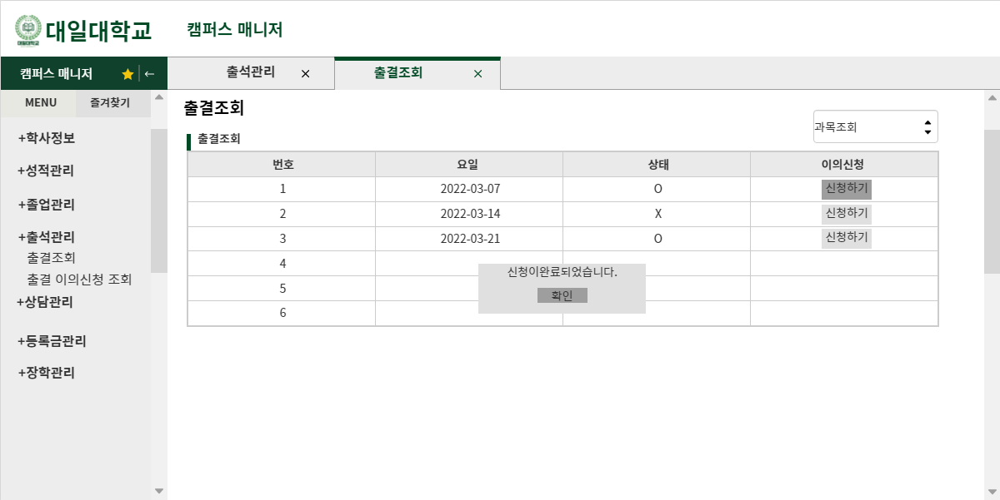 대일대학교
대일대학교 캠퍼스 매니저
캠퍼스 매니저
출석관리 ×
출결조회 ×
MENU 즐겨찾기
+학사정보
+성적관리
+졸업관리
+출석관리
출결조회
출결 이의신청 조회
+상담관리
+등록금관리
+장학관리
출결조회
과목조회
출결조회
번호 요일 상태 이의신청
1 2022-03-07 O 신청하기
2 2022-03-14 X 신청하기
3 2022-03-21 O 신청하기
4
5
6
신청이완료되었습니다.
확인